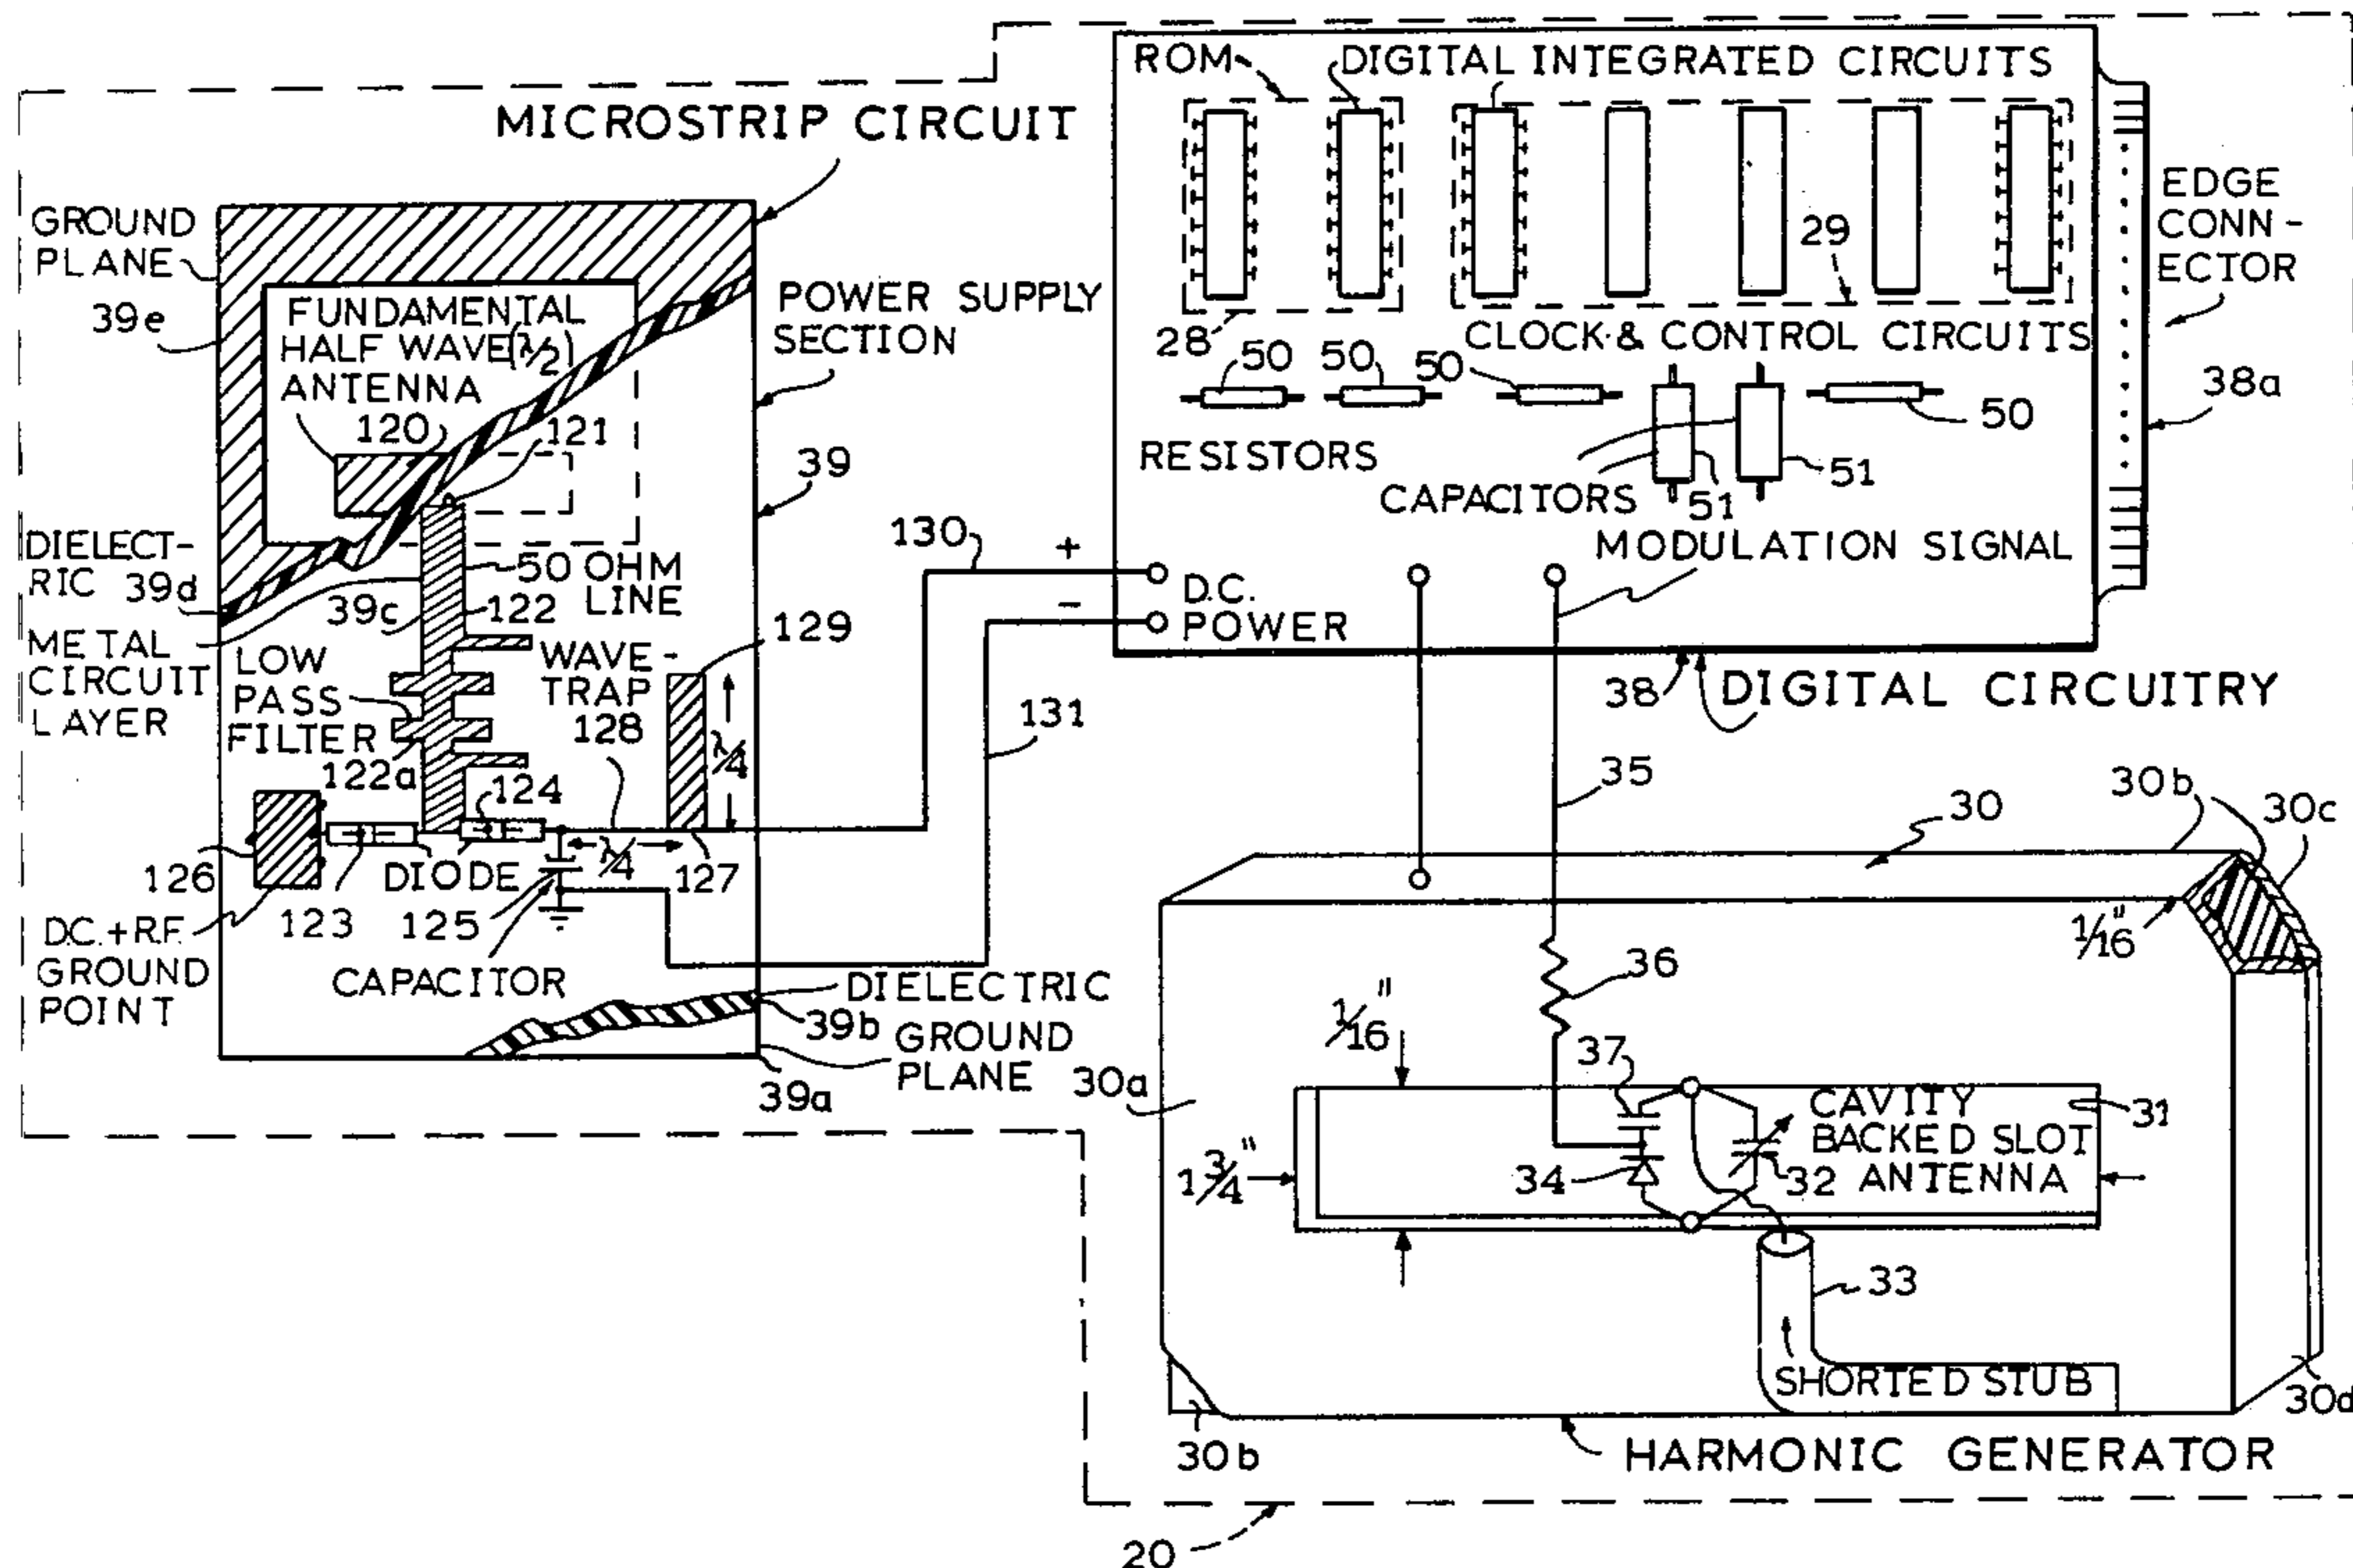 ROM
DIGITAL INTEGRATED CIRCUITS
MICROSTRIP CIRCUIT
GROUND
PLANE
39e
FUNDAMENTAL
HALF WAVE (λ/2)
ANTENNA
120
121
POWER SUPPLY
SECTION
39
28
29
CLOCK & CONTROL CIRCUITS
EDGE
CONN-
ECTOR
38a
50
50
50
50
RESISTORS
CAPACITORS
51
51
MODULATION SIGNAL
130
+
-
D.C.
POWER
38
DIGITAL CIRCUITRY
DIELECT-
RIC 39d
39c
50 OHM
LINE
122
METAL
CIRCUIT
LAYER
LOW
PASS
FILTER
122a
WAVE-
TRAP
128
129
λ/4
124
131
126
DIODE
123
125
λ/4
127
D.C.+R.F.
GROUND
POINT
CAPACITOR
DIELECTRIC
39b
GROUND
PLANE
39a
35
30
30b
30c
1/16"
36
1/16"
37
30a
CAVITY
BACKED SLOT
ANTENNA
31
1 3/4"
34
32
33
SHORTED STUB
30d
30b
HARMONIC GENERATOR
20